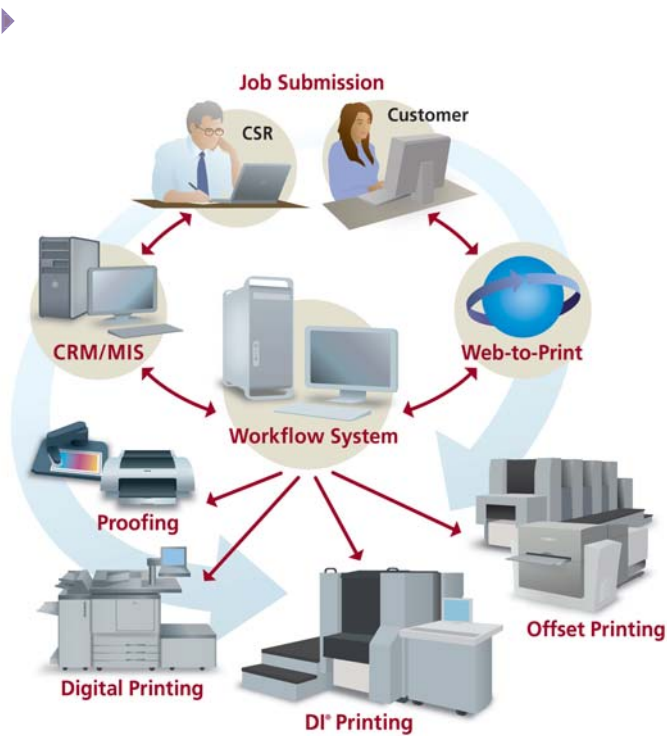 Job Submission
CSR
Customer
CRM/MIS
Web-to-Print
Workflow System
Proofing
Offset Printing
Digital Printing
DI® Printing